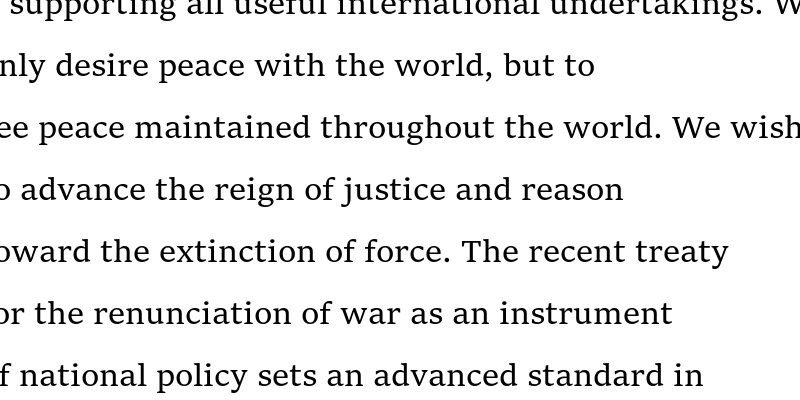 supporting all useful international undertakings. W
nly desire peace with the world, but to
ee peace maintained throughout the world. We wish
o advance the reign of justice and reason
oward the extinction of force. The recent treaty
or the renunciation of war as an instrument
f national policy sets an advanced standard in